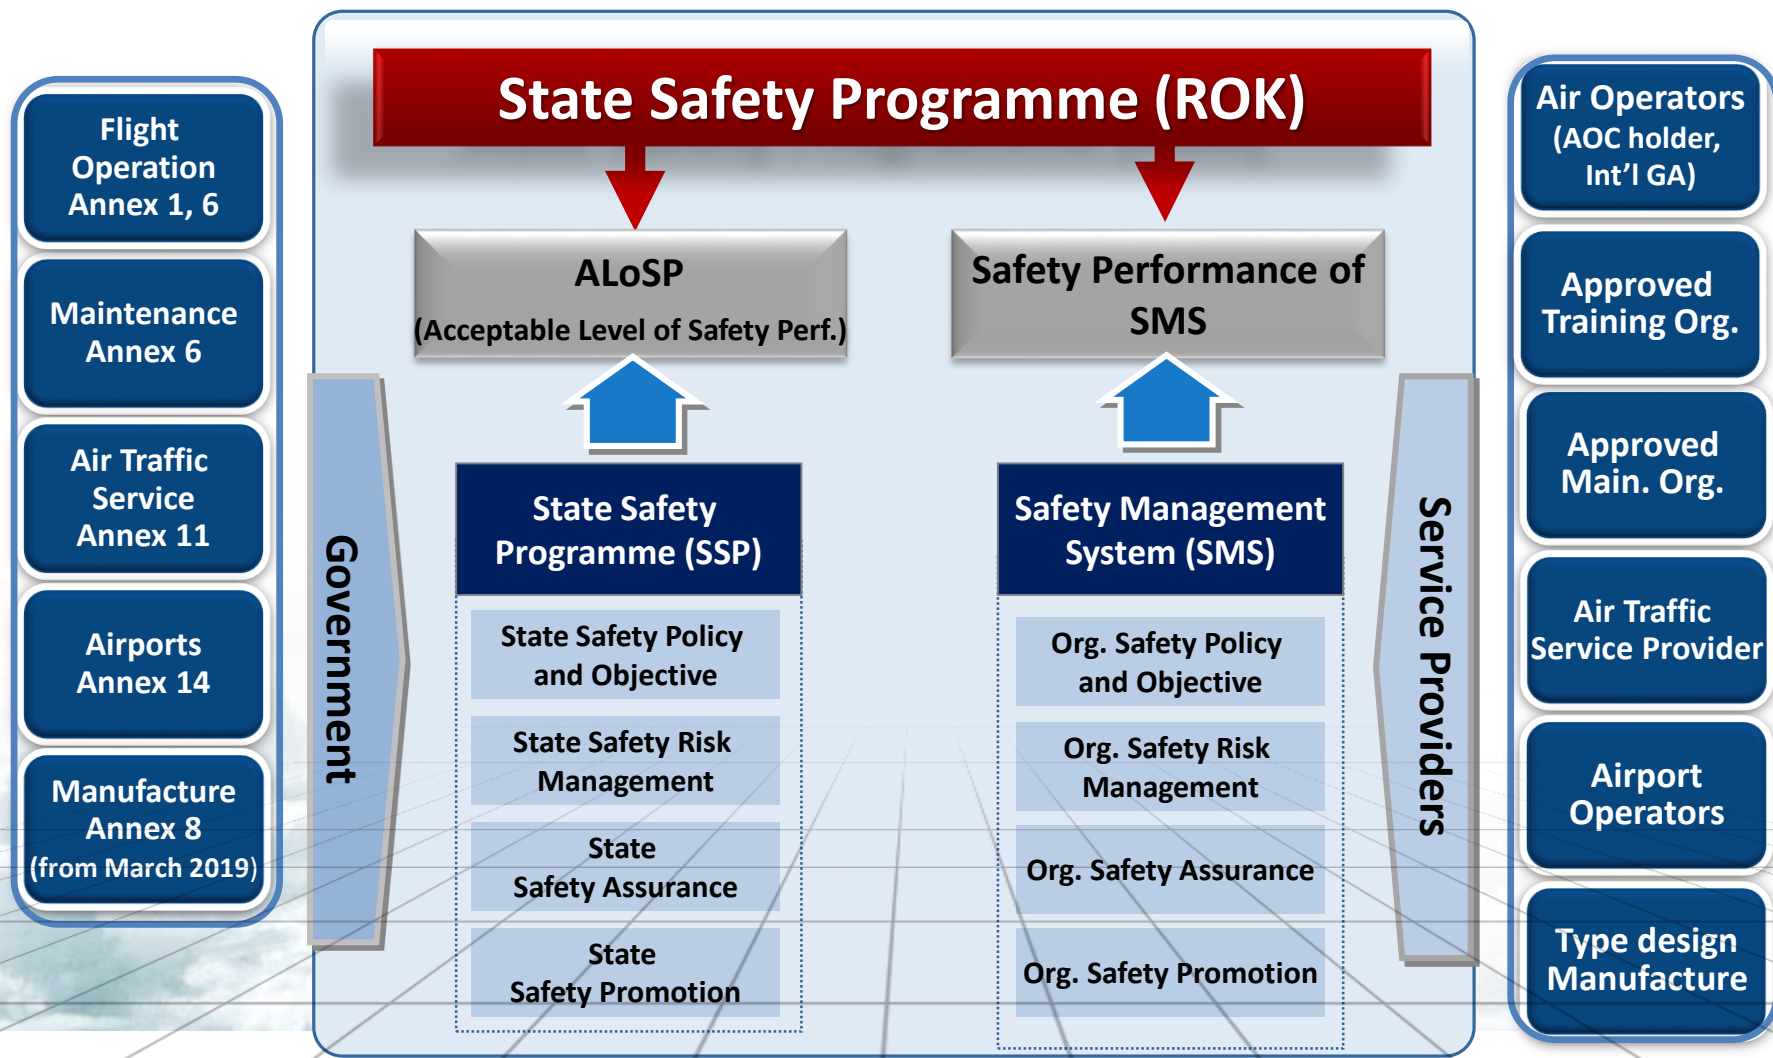 State Safety Programme (ROK)
Flight
Operation
Annex 1, 6
Maintenance
Annex 6
Air Traffic
Service
Annex 11
Airports
Annex 14
Manufacture
Annex 8
(from March 2019)
Government
ALoSP
(Acceptable Level of Safety Perf.)
State Safety
Programme (SSP)
State Safety Policy
and Objective
State Safety Risk
Management
State
Safety Assurance
State
Safety Promotion
Safety Performance of
SMS
Safety Management
System (SMS)
Org. Safety Policy
and Objective
Org. Safety Risk
Management
Org. Safety Assurance
Org. Safety Promotion
Service Providers
Air Operators
(AOC holder,
Int'l GA)
Approved
Training Org.
Approved
Main. Org.
Air Traffic
Service Provider
Airport
Operators
Type design
Manufacture